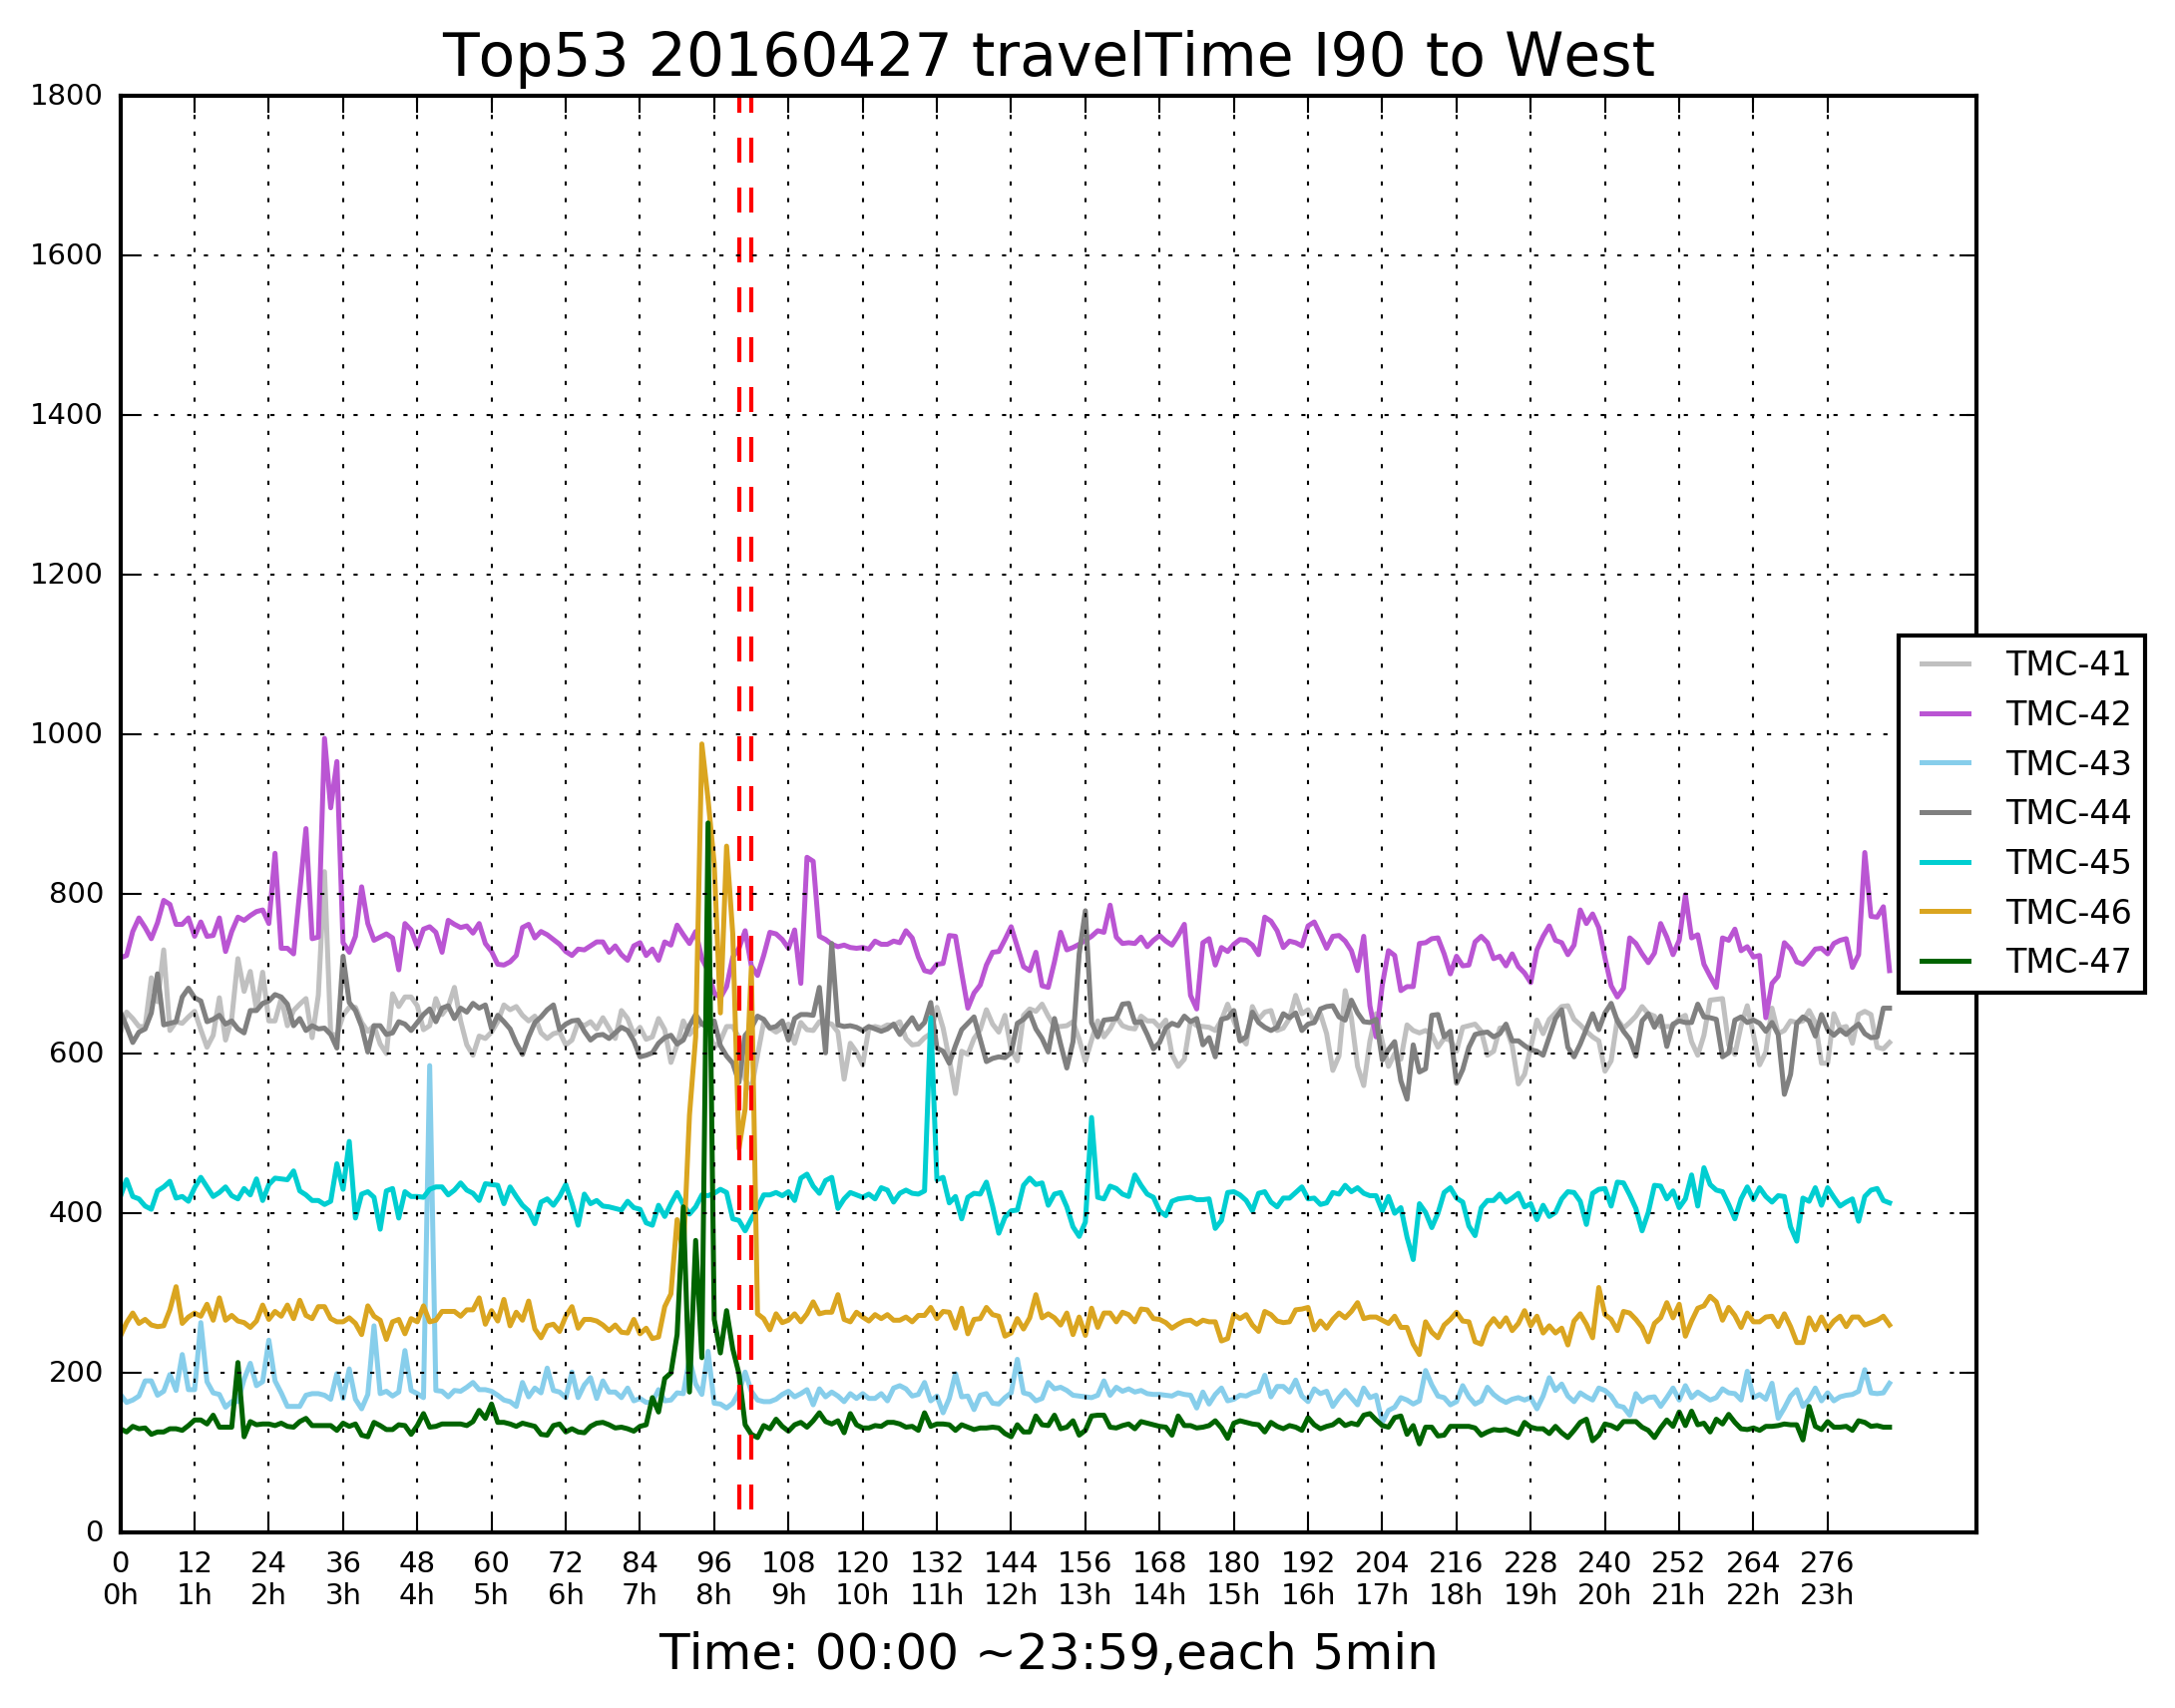 Top53 20160427 travelTime I90 to West
1800
1600
1400
1200
1000
800
600
400
200
0
TMC-41
TMC-42
TMC-43
TMC-44
TMC-45
TMC-46
TMC-47
0 12 24 36 48 60 72 84 96 108 120 132 144 156 168 180 192 204 216 228 240 252 264 276
0h 1h 2h 3h 4h 5h 6h 7h 8h 9h 10h 11h 12h 13h 14h 15h 16h 17h 18h 19h 20h 21h 22h 23h
Time: 00:00 ~23:59,each 5min